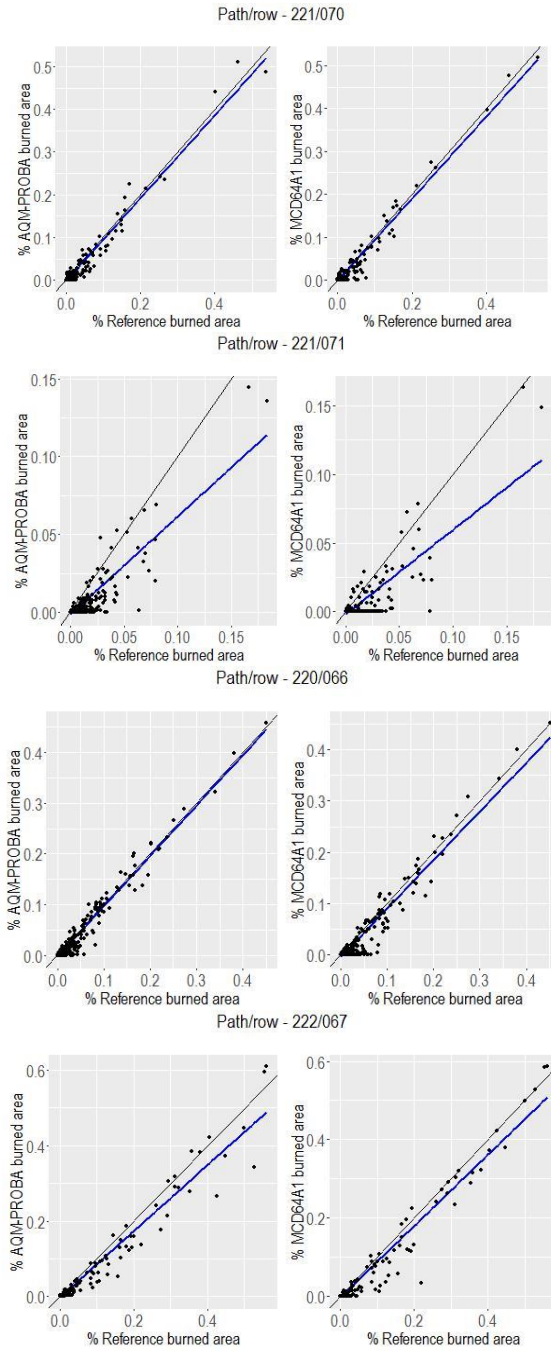 Path/row - 221/070
% AQM-PROBA burned area
0.5
0.4
0.3
0.2
0.1
0.0
0.0 0.2 0.4
% Reference burned area
% MCD64A1 burned area
0.5
0.4
0.3
0.2
0.1
0.0
0.0 0.2 0.4
% Reference burned area
Path/row - 221/071
% AQM-PROBA burned area
0.15
0.10
0.05
0.00
0.00 0.05 0.10 0.15
% Reference burned area
% MCD64A1 burned area
0.15
0.10
0.05
0.00
0.00 0.05 0.10 0.15
% Reference burned area
Path/row - 220/066
% AQM-PROBA burned area
0.4
0.3
0.2
0.1
0.0
0.0 0.1 0.2 0.3 0.4
% Reference burned area
% MCD64A1 burned area
0.4
0.3
0.2
0.1
0.0
0.0 0.1 0.2 0.3 0.4
% Reference burned area
Path/row - 222/067
% AQM-PROBA burned area
0.6
0.4
0.2
0.0
0.0 0.2 0.4
% Reference burned area
% MCD64A1 burned area
0.6
0.4
0.2
0.0
0.0 0.2 0.4
% Reference burned area